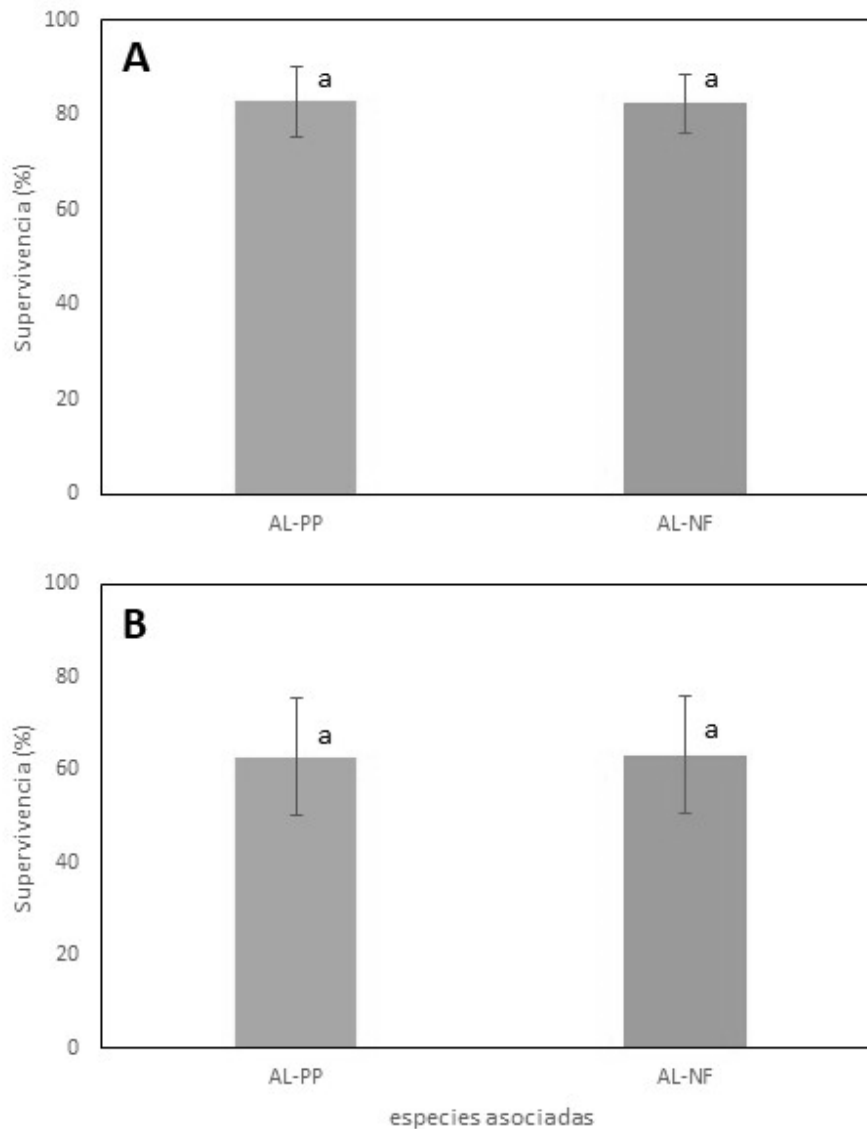 100
A
a
a
80
60
40
20
0
Supervivencia (%)
AL-PP
AL-NF
100
B
80
a
a
60
40
20
0
Supervivencia (%)
AL-PP
AL-NF
especies asociadas